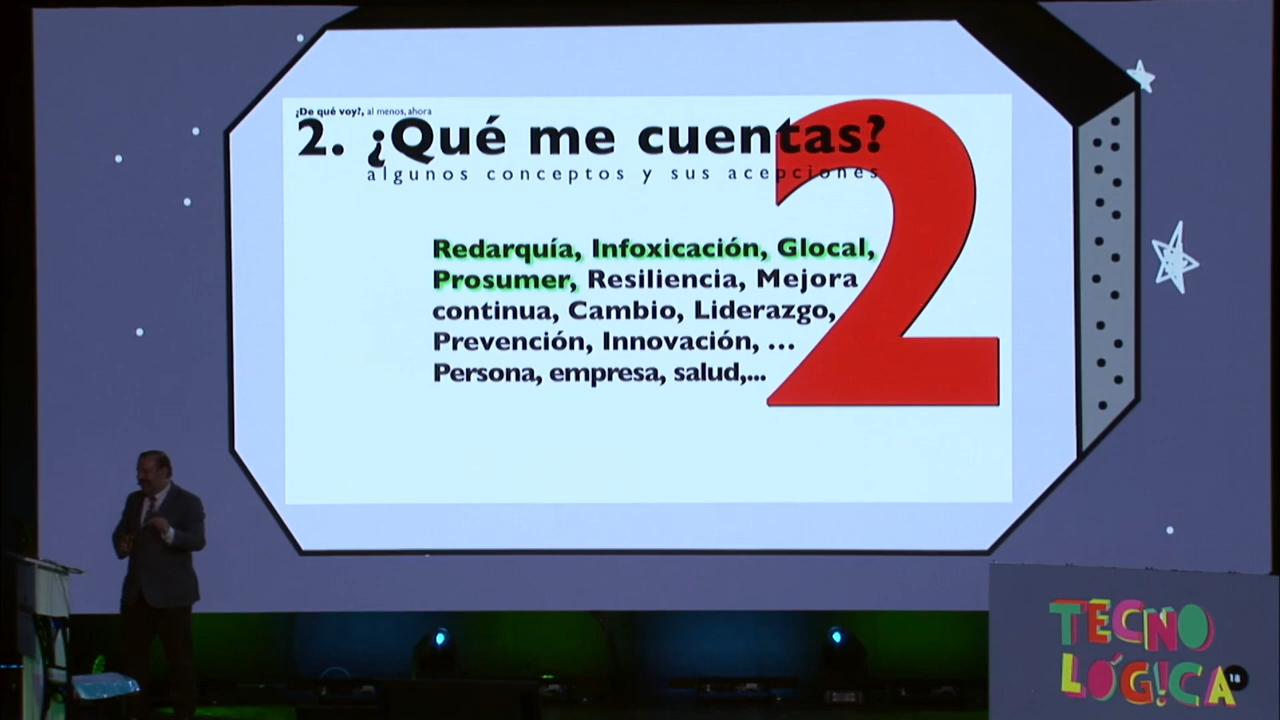 ¿De qué voy?, al menos, ahora
2. ¿Qué me cuentas?
algunos conceptos y sus acepciones
2
Redarquía, Infoxicación, Glocal,
Prosumer, Resiliencia, Mejora
continua, Cambio, Liderazgo,
Prevención, Innovación, ...
Persona, empresa, salud,...
TECNO
LÓG!CA 18